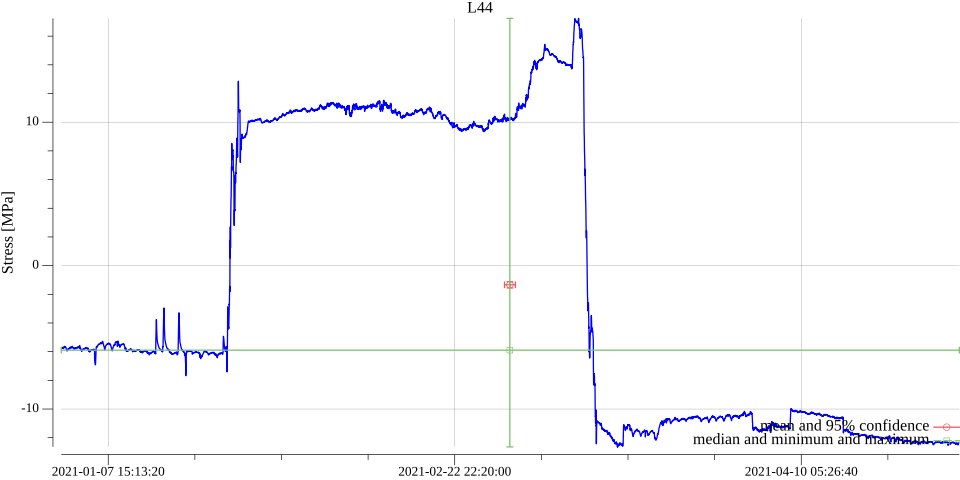 L44
Stress [MPa]
10
0
-10
mean and 95% confidence
median and minimum and maximum
2021-01-07 15:13:20
2021-02-22 22:20:00
2021-04-10 05:26:40